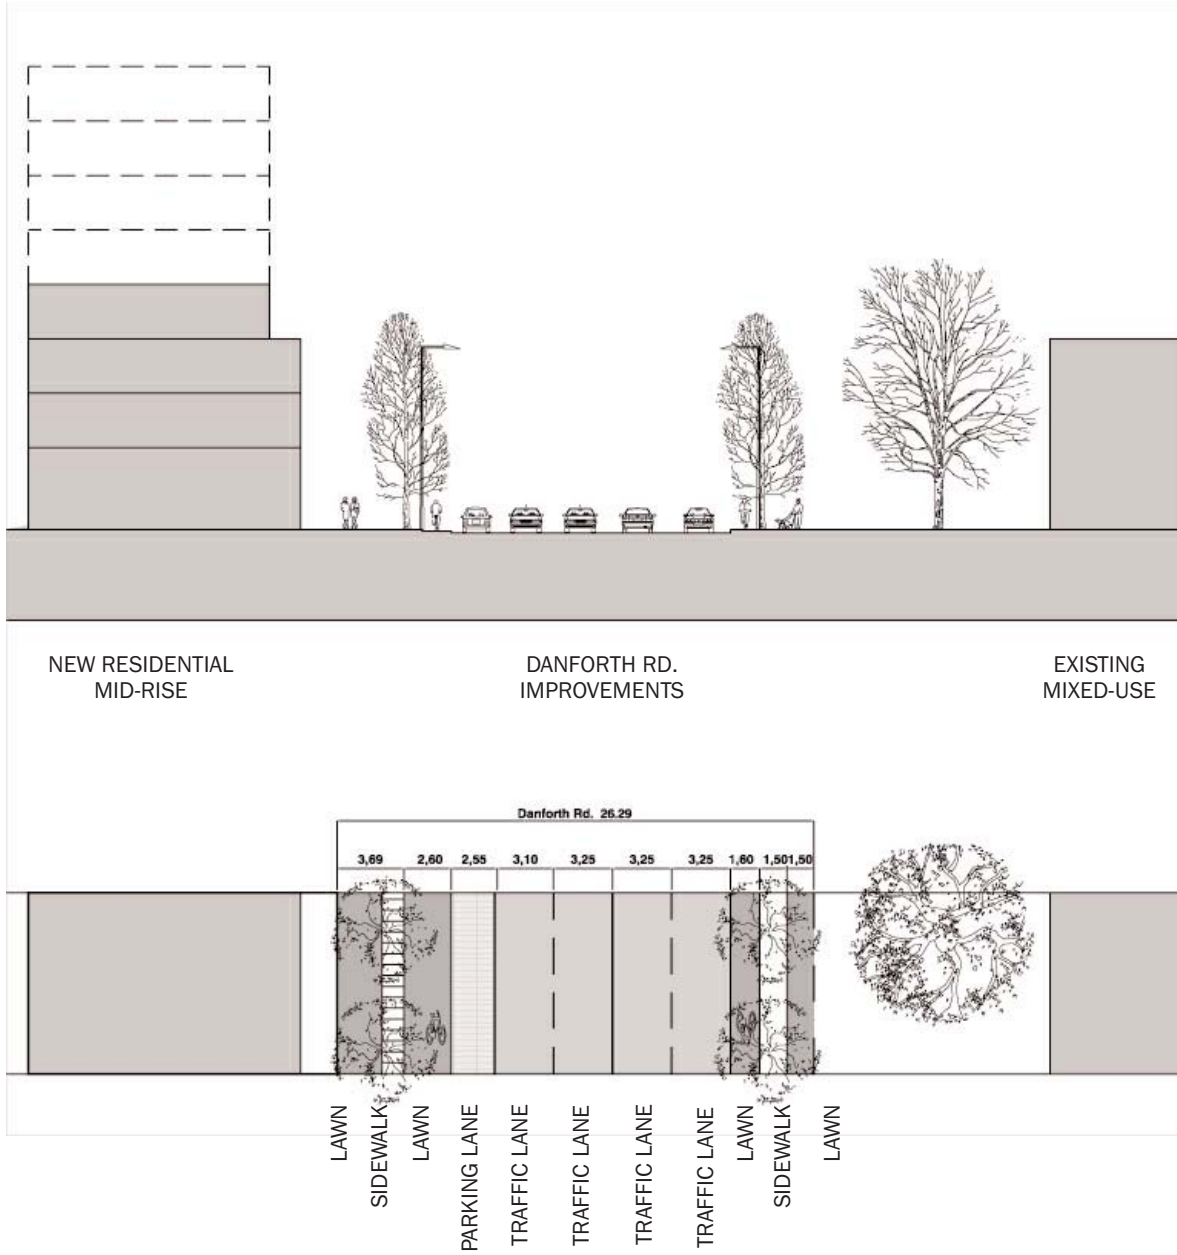 NEW RESIDENTIAL
MID-RISE
DANFORTH RD.
IMPROVEMENTS
EXISTING
MIXED-USE
Danforth Rd. 26.29
3,69 2,60 2,55 3,10 3,25 3,25 3,25 1,60 1,50 1,50
LAWN
SIDEWALK
LAWN
PARKING LANE
TRAFFIC LANE
TRAFFIC LANE
TRAFFIC LANE
TRAFFIC LANE
LAWN
SIDEWALK
LAWN